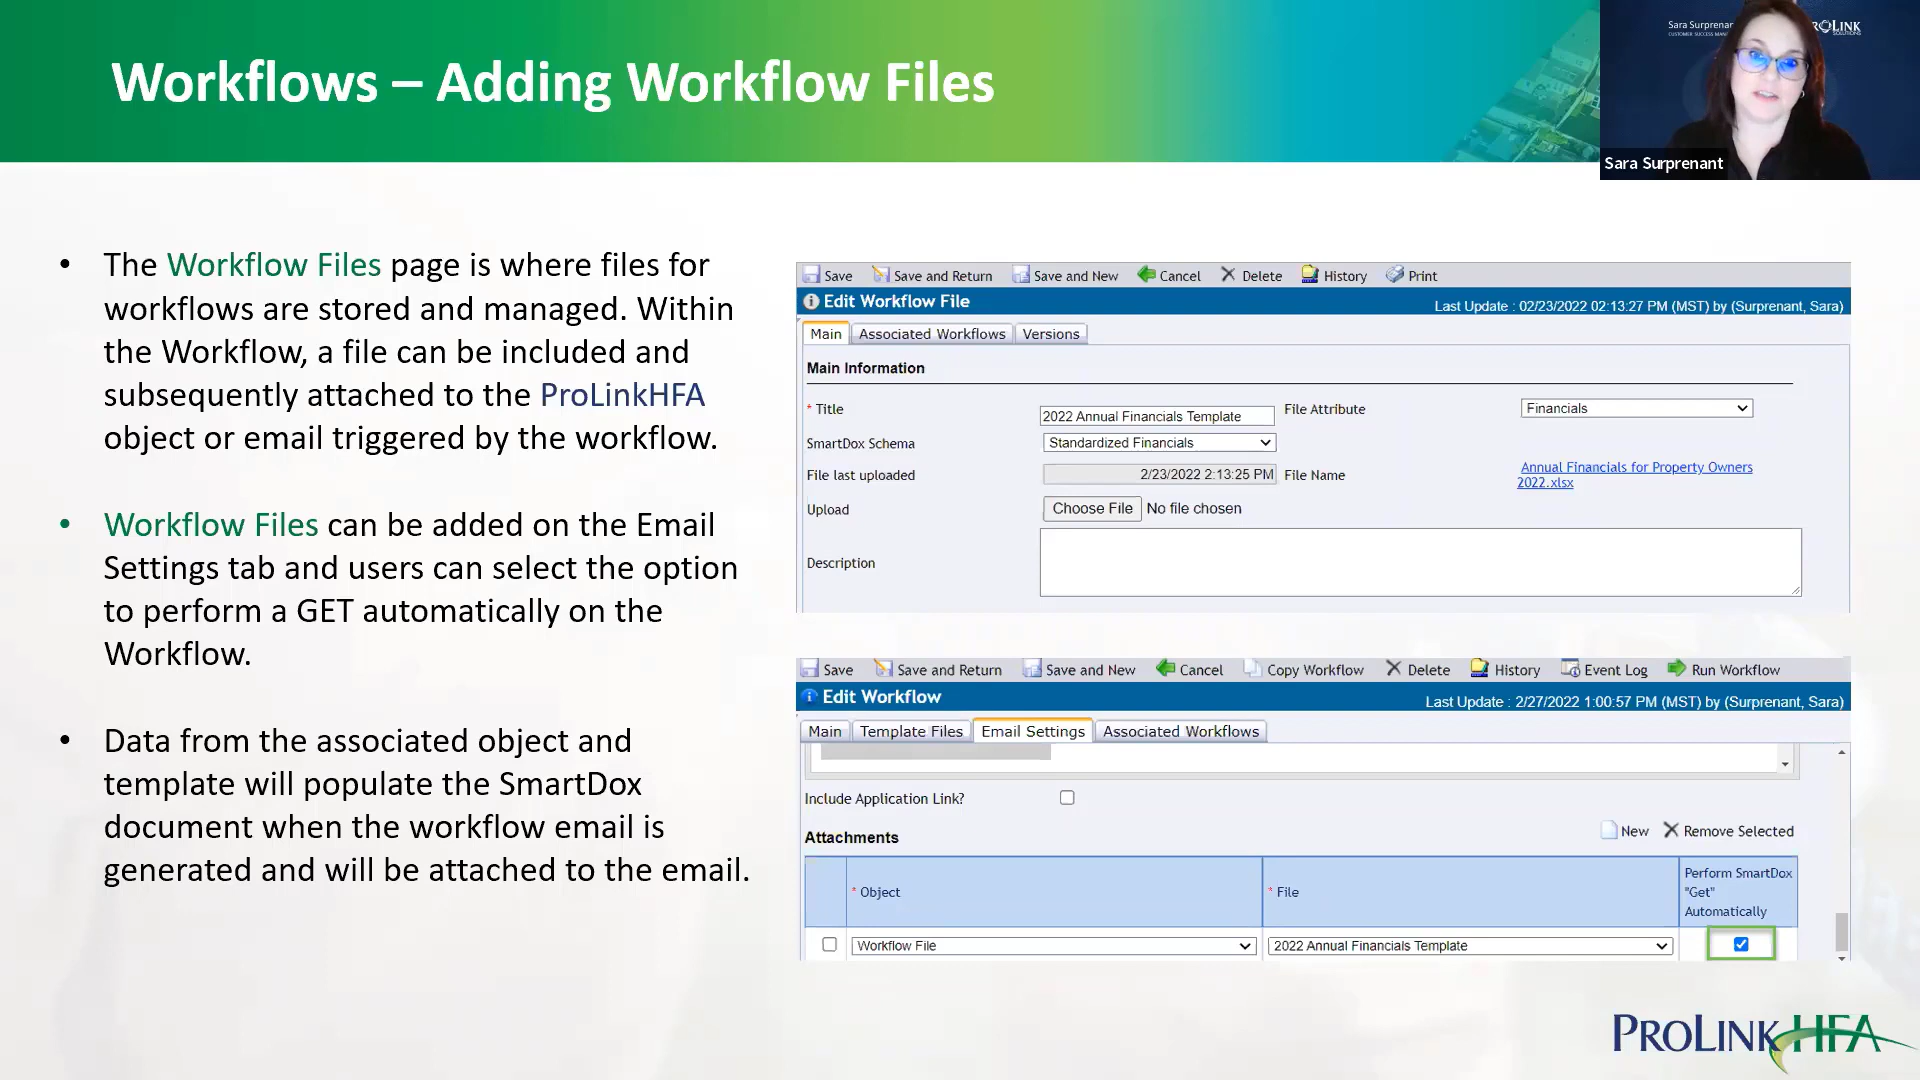 Workflows – Adding Workflow Files
Sara Surprenant
• The Workflow Files page is where files for
workflows are stored and managed. Within
the Workflow, a file can be included and
subsequently attached to the ProLinkHFA
object or email triggered by the workflow.
• Workflow Files can be added on the Email
Settings tab and users can select the option
to perform a GET automatically on the
Workflow.
• Data from the associated object and
template will populate the SmartDox
document when the workflow email is
generated and will be attached to the email.
Save Save and Return Save and New Cancel Delete History Print
Edit Workflow File Last Update : 02/23/2022 02:13:27 PM (MST) by (Surprenant, Sara)
Main Associated Workflows Versions
Main Information
* Title 2022 Annual Financials Template File Attribute Financials
SmartDox Schema Standardized Financials
File last uploaded 2/23/2022 2:13:25 PM File Name Annual Financials for Property Owners
2022.xlsx
Upload Choose File No file chosen
Description
Save Save and Return Save and New Cancel Copy Workflow Delete History Event Log Run Workflow
Edit Workflow Last Update : 2/27/2022 1:00:57 PM (MST) by (Surprenant, Sara)
Main Template Files Email Settings Associated Workflows
Include Application Link?
Attachments New Remove Selected
* Object * File Perform SmartDox
"Get"
Automatically
Workflow File 2022 Annual Financials Template
PROLINKHFA